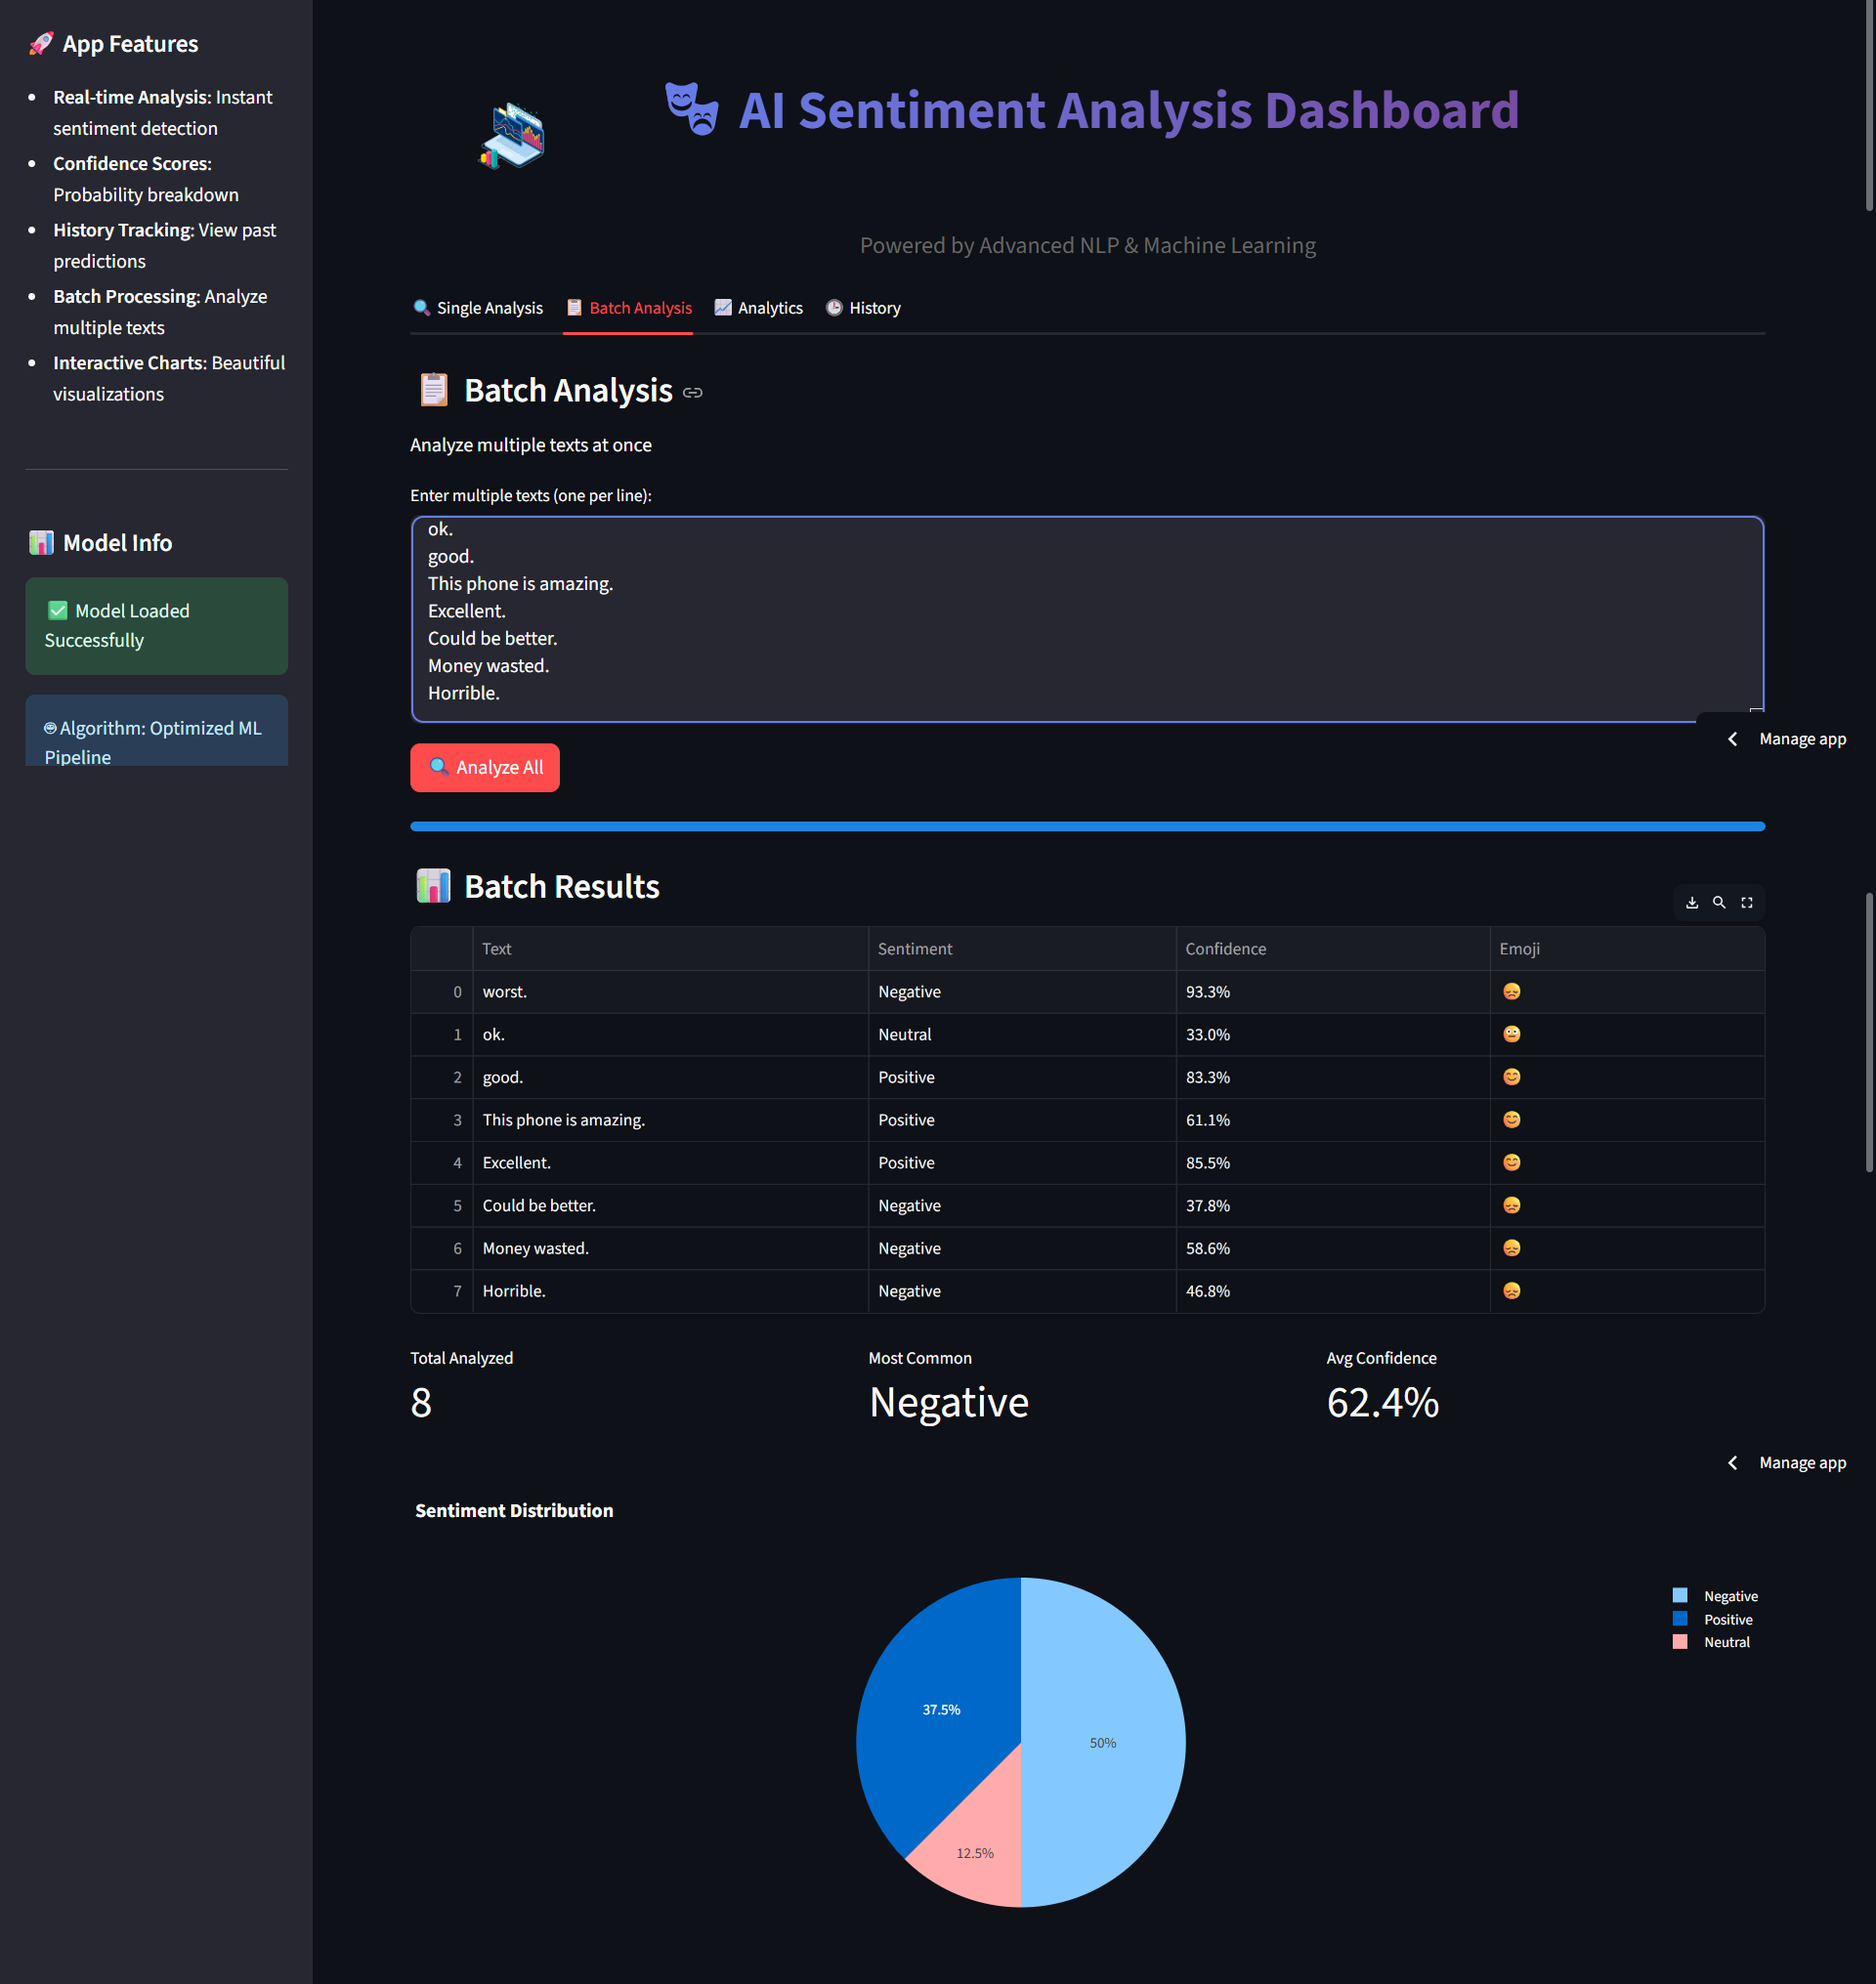 🚀 App Features
• Real-time Analysis: Instant
sentiment detection
• Confidence Scores:
Probability breakdown
• History Tracking: View past
predictions
• Batch Processing: Analyze
multiple texts
• Interactive Charts: Beautiful
visualizations
📊 Model Info
✅ Model Loaded
Successfully
🤖 Algorithm: Optimized ML
Pipeline
🎭 AI Sentiment Analysis Dashboard
Powered by Advanced NLP & Machine Learning
🔍 Single Analysis 📋 Batch Analysis 📈 Analytics 🕒 History
📋 Batch Analysis
Analyze multiple texts at once
Enter multiple texts (one per line):
ok.
good.
This phone is amazing.
Excellent.
Could be better.
Money wasted.
Horrible.
Manage app
🔍 Analyze All
📊 Batch Results
Text Sentiment Confidence Emoji
0 worst. Negative 93.3% 😞
1 ok. Neutral 33.0% 😐
2 good. Positive 83.3% 😊
3 This phone is amazing. Positive 61.1% 😊
4 Excellent. Positive 85.5% 😊
5 Could be better. Negative 37.8% 😞
6 Money wasted. Negative 58.6% 😞
7 Horrible. Negative 46.8% 😞
Total Analyzed Most Common Avg Confidence
8 Negative 62.4%
Manage app
Sentiment Distribution
Negative
Positive
Neutral
37.5%
50%
12.5%